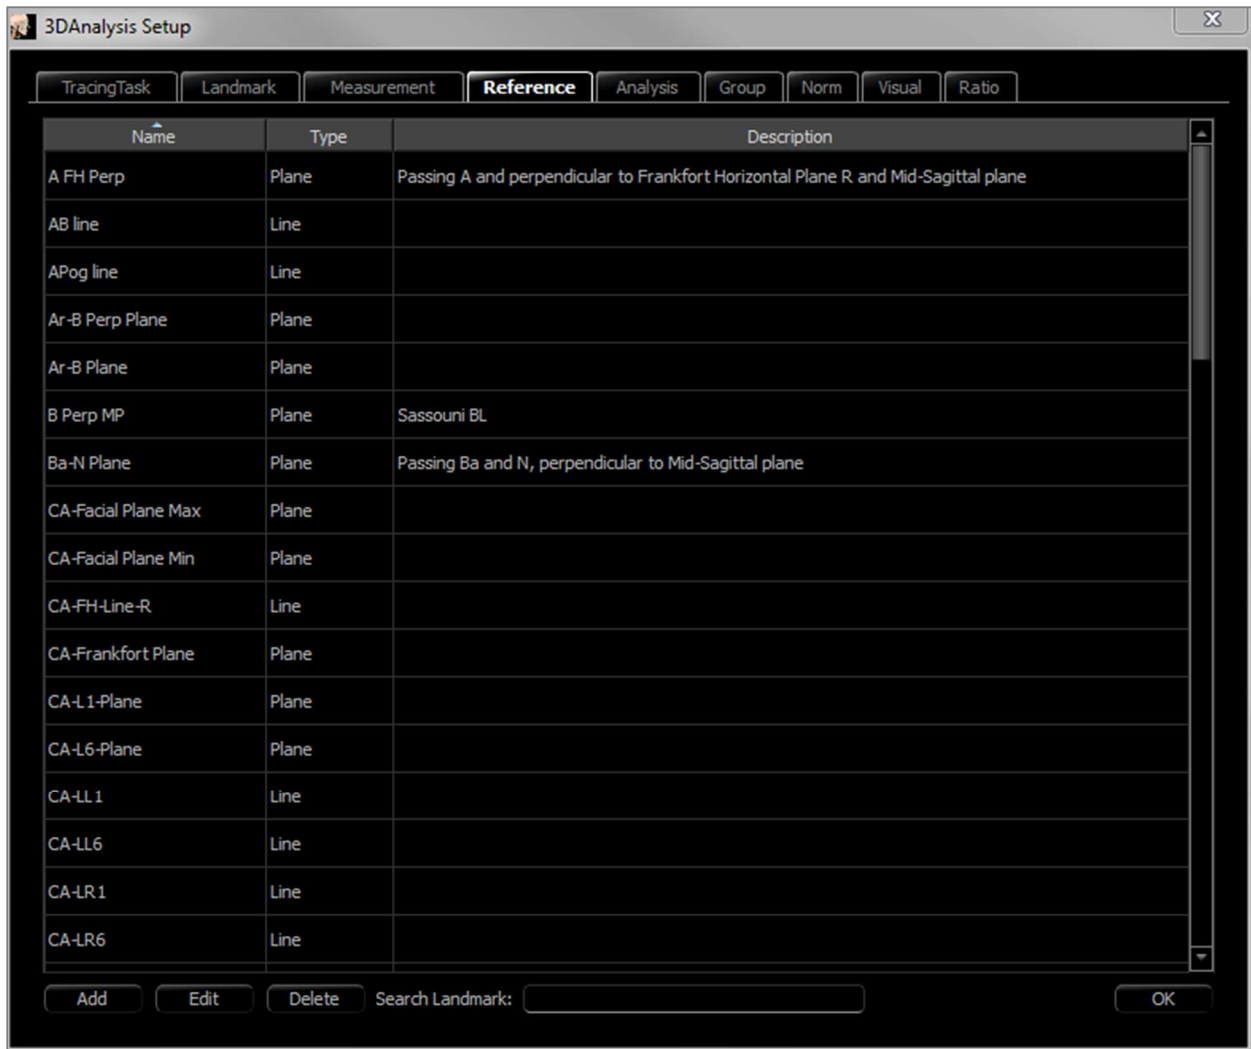 3DAnalysis Setup
TracingTask Landmark Measurement Reference Analysis Group Norm Visual Ratio
Name Type Description
A FH Perp Plane Passing A and perpendicular to Frankfort Horizontal Plane R and Mid-Sagittal plane
AB line Line
APog line Line
Ar-B Perp Plane Plane
Ar-B Plane Plane
B Perp MP Plane Sassouni BL
Ba-N Plane Plane Passing Ba and N, perpendicular to Mid-Sagittal plane
CA-Facial Plane Max Plane
CA-Facial Plane Min Plane
CA-FH-Line-R Line
CA-Frankfort Plane Plane
CA-L1-Plane Plane
CA-L6-Plane Plane
CA-LL1 Line
CA-LL6 Line
CA-LR1 Line
CA-LR6 Line
Add Edit Delete Search Landmark: OK